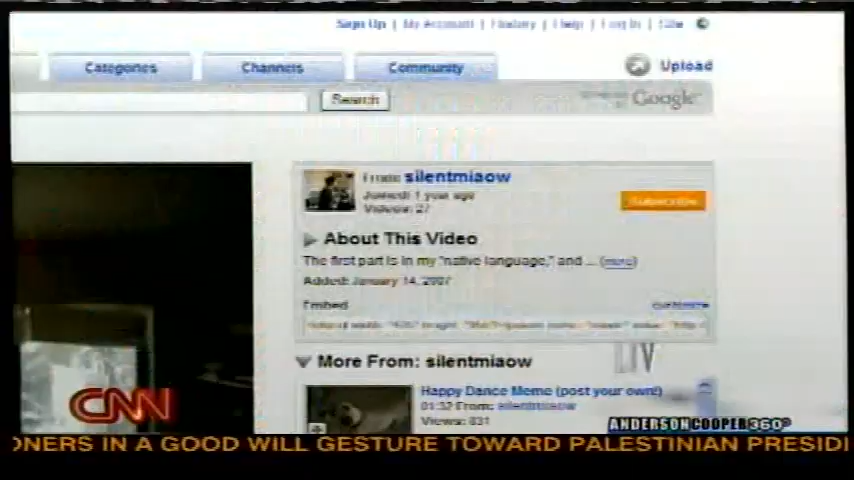 Sign Up | My Account | History | Help | Log In | Site
Categories
Channels
Community
Upload
Search
Google
From: silentmiaow
Joined: 1 year ago
Videos: 27
Subscribe
About This Video
The first part is in my "native language," and ... (more)
Added: January 14, 2007
Embed
customize
More From: silentmiaow
LIV
Happy Dance Meme (post your own!)
01:32 From: silentmiaow
Views: 831
CNN
ANDERSON COOPER 360°
ONERS IN A GOOD WILL GESTURE TOWARD PALESTINIAN PRESIDI